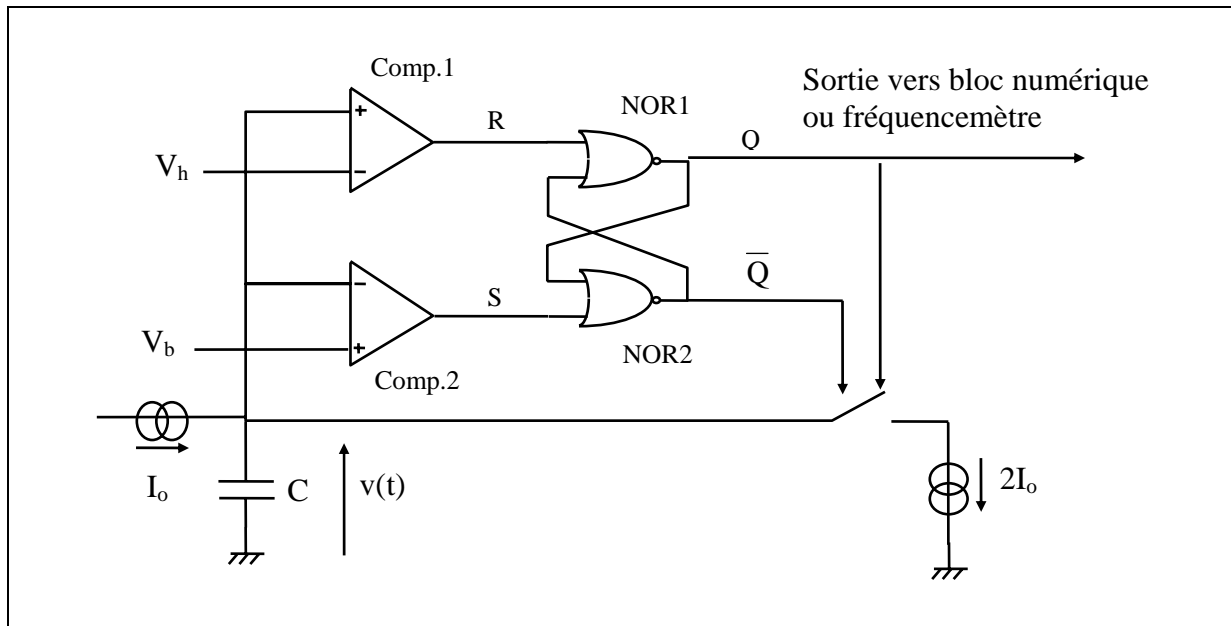 Comp.1
Sortie vers bloc numérique
ou fréquencemètre
NOR1
R
Q
+
V_h
−
−
Q̅
S
V_b
+
NOR2
Comp.2
I_o
C
v(t)
2I_o